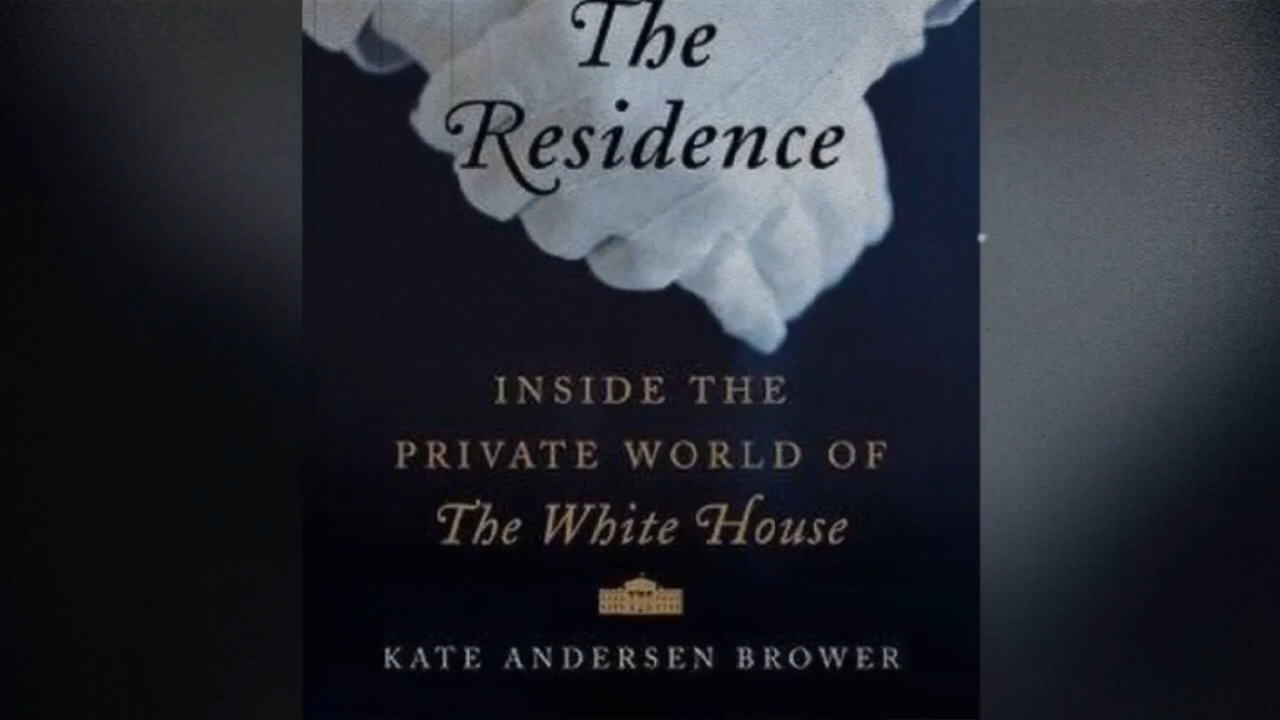 The
Residence
INSIDE THE
PRIVATE WORLD OF
The White House
KATE ANDERSEN BROWER